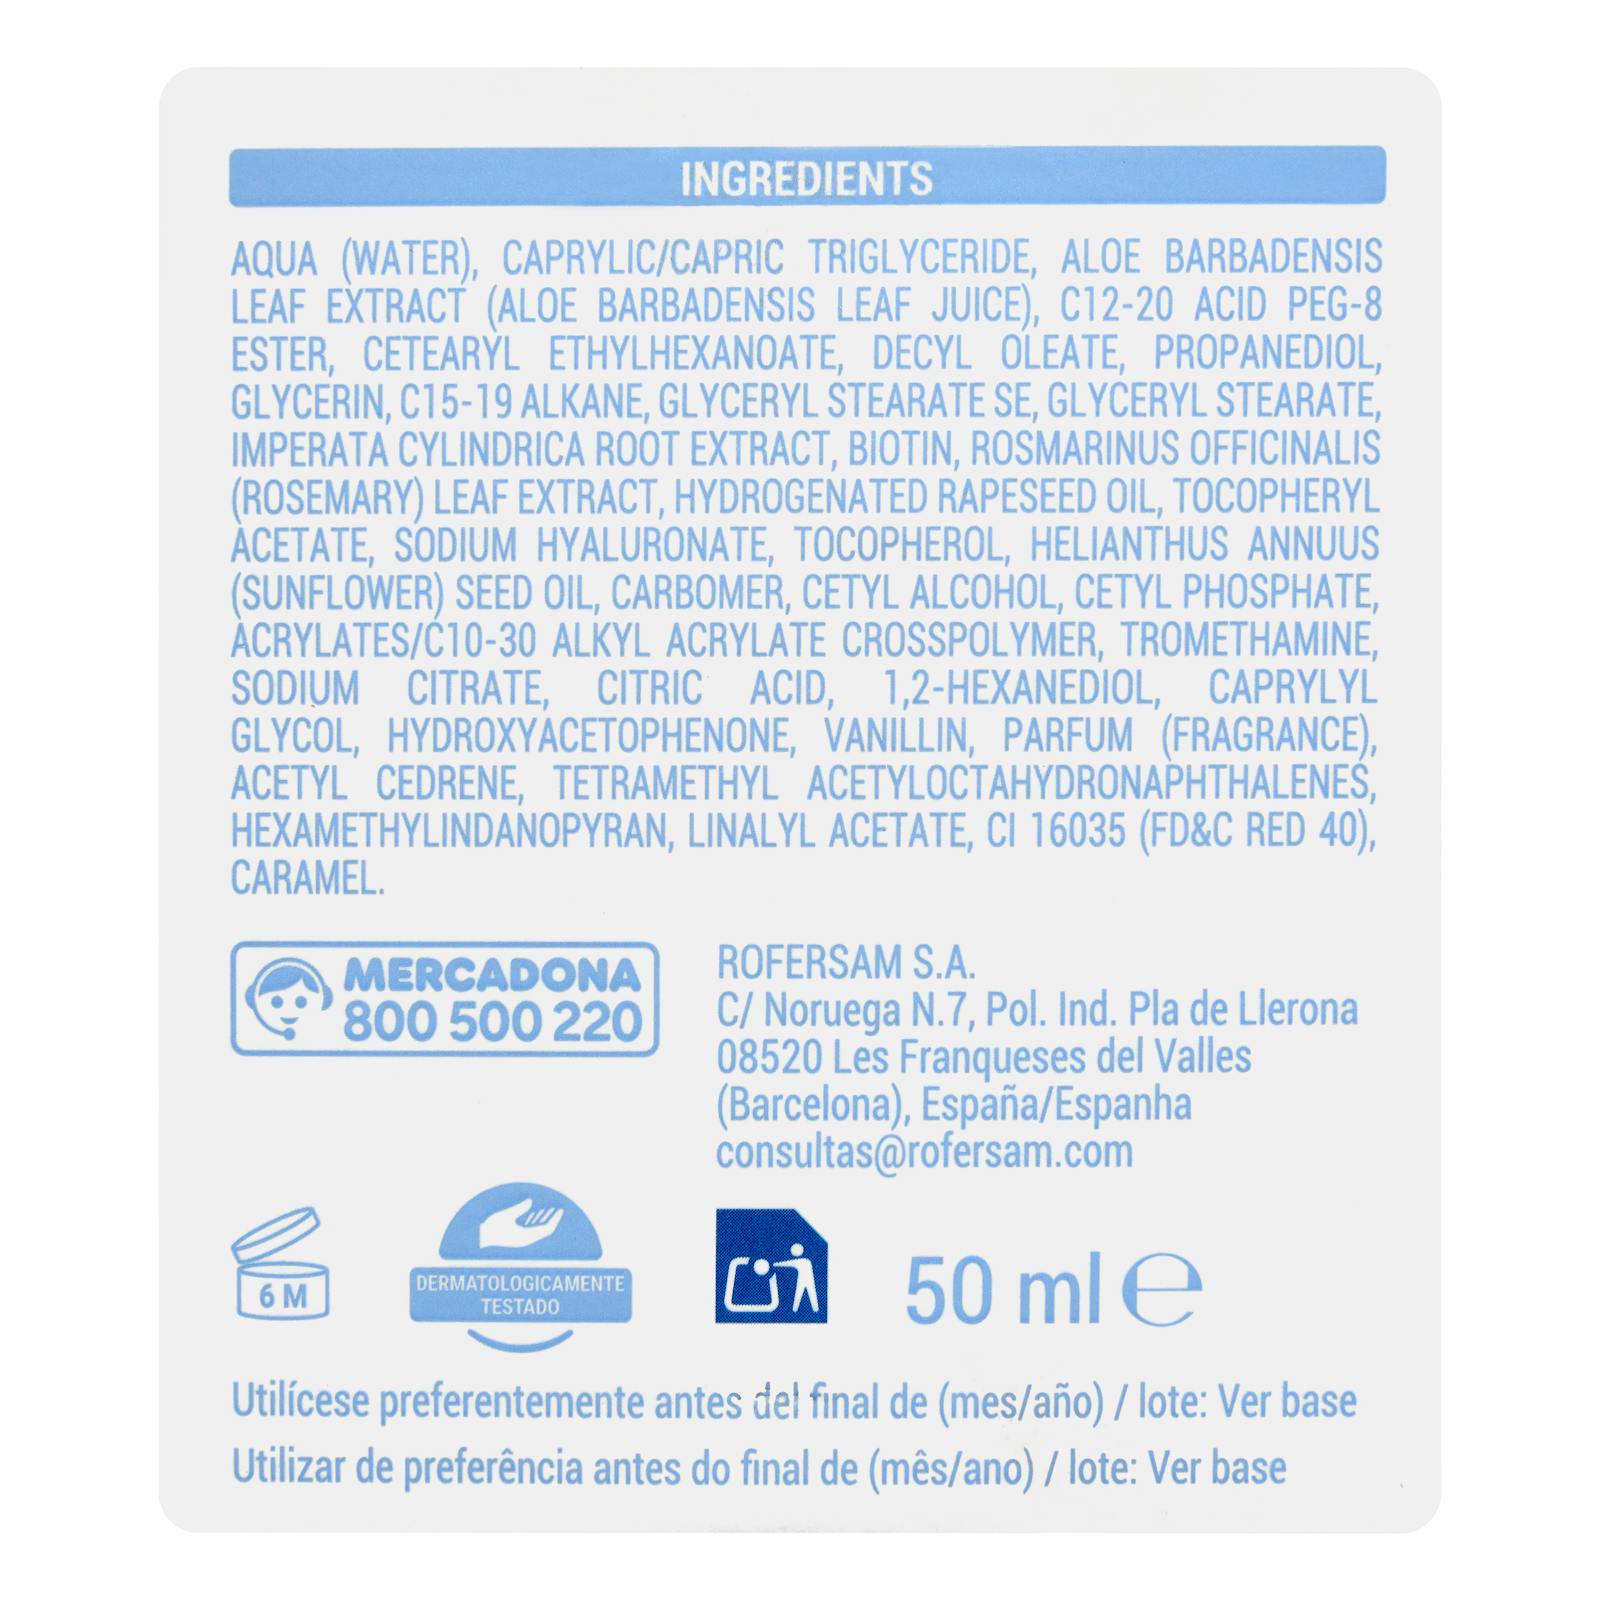 INGREDIENTS
AQUA (WATER), CAPRYLIC/CAPRIC TRIGLYCERIDE, ALOE BARBADENSIS
LEAF EXTRACT (ALOE BARBADENSIS LEAF JUICE), C12-20 ACID PEG-8
ESTER, CETEARYL ETHYLHEXANOATE, DECYL OLEATE, PROPANEDIOL,
GLYCERIN, C15-19 ALKANE, GLYCERYL STEARATE SE, GLYCERYL STEARATE,
IMPERATA CYLINDRICA ROOT EXTRACT, BIOTIN, ROSMARINUS OFFICINALIS
(ROSEMARY) LEAF EXTRACT, HYDROGENATED RAPESEED OIL, TOCOPHERYL
ACETATE, SODIUM HYALURONATE, TOCOPHEROL, HELIANTHUS ANNUUS
(SUNFLOWER) SEED OIL, CARBOMER, CETYL ALCOHOL, CETYL PHOSPHATE,
ACRYLATES/C10-30 ALKYL ACRYLATE CROSSPOLYMER, TROMETHAMINE,
SODIUM CITRATE, CITRIC ACID, 1,2-HEXANEDIOL, CAPRYLYL
GLYCOL, HYDROXYACETOPHENONE, VANILLIN, PARFUM (FRAGRANCE),
ACETYL CEDRENE, TETRAMETHYL ACETYLOCTAHYDRONAPHTHALENES,
HEXAMETHYLINDANOPYRAN, LINALYL ACETATE, CI 16035 (FD&C RED 40),
CARAMEL.
MERCADONA
800 500 220
ROFERSAM S.A.
C/ Noruega N.7, Pol. Ind. Pla de Llerona
08520 Les Franqueses del Valles
(Barcelona), España/Espanha
consultas@rofersam.com
6 M
DERMATOLOGICAMENTE
TESTADO
50 ml e
Utilícese preferentemente antes del final de (mes/año) / lote: Ver base
Utilizar de preferência antes do final de (mês/ano) / lote: Ver base